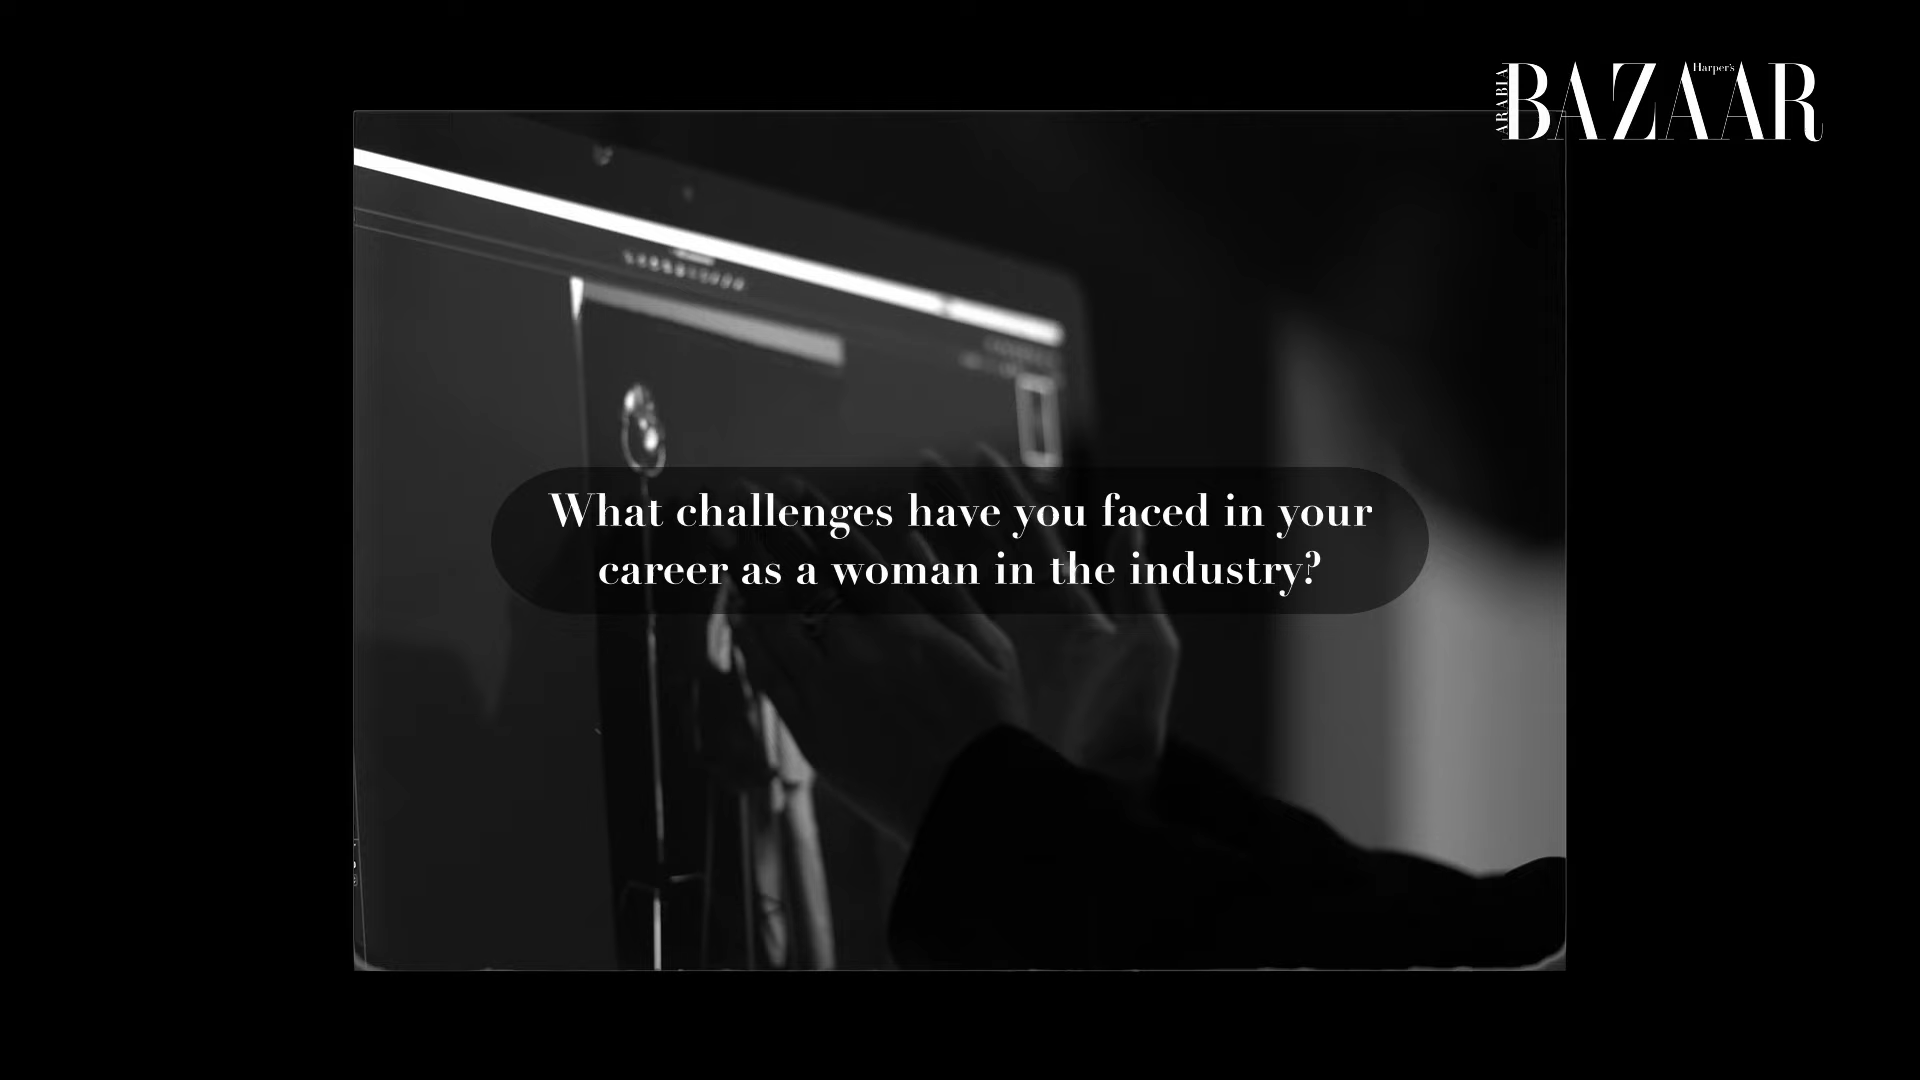 ARABIA
Harper's
BAZAAR
What challenges have you faced in your
career as a woman in the industry?